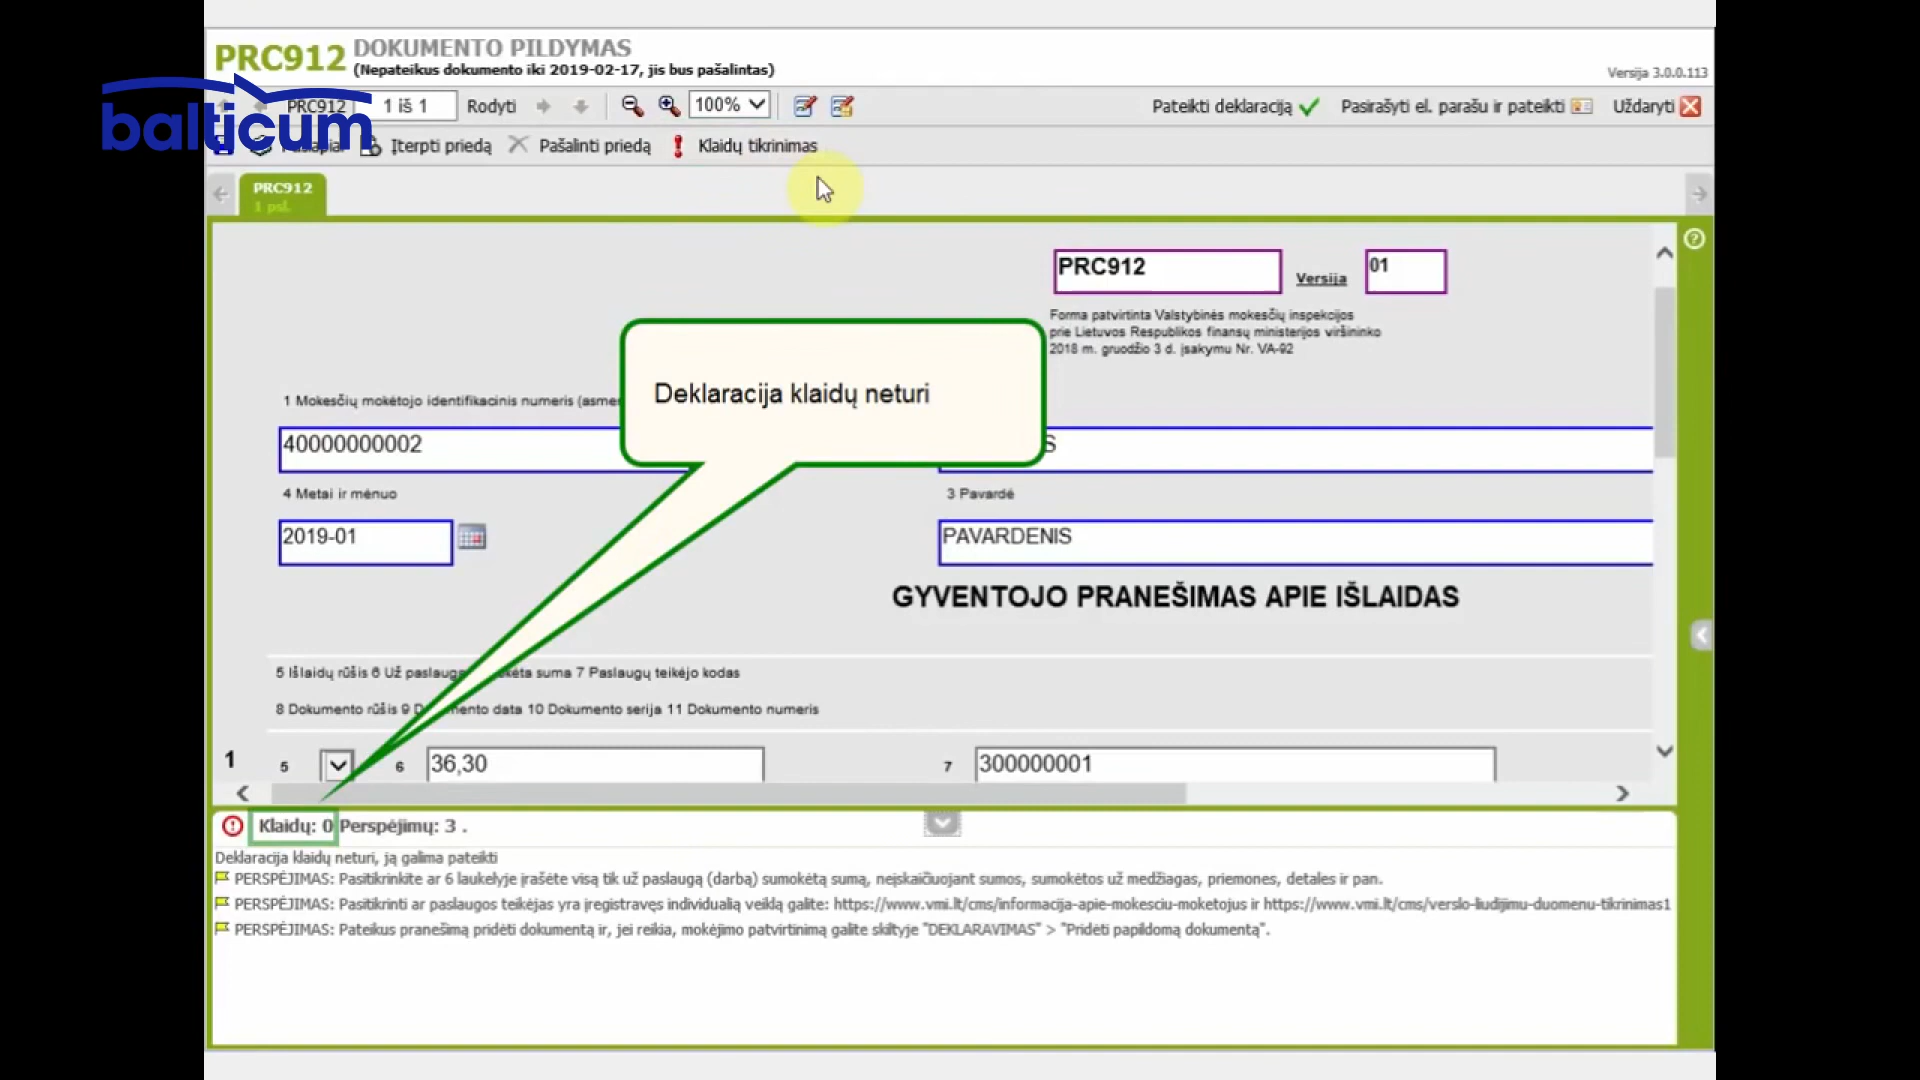 PRC912 DOKUMENTO PILDYMAS
(Nepateikus dokumento iki 2019-02-17, jis bus pašalintas)
Versija 3.0.0.113
balticum
PRC912 1 iš 1 Rodyti 100% Pateikti deklaraciją Pasirašyti el. parašu ir pateikti Uždaryti
Įterpti priedą Pašalinti priedą Klaidų tikrinimas
PRC912
1 psl.
PRC912 Versija 01
Forma patvirtinta Valstybinės mokesčių inspekcijos
prie Lietuvos Respublikos finansų ministerijos viršininko
2018 m. gruodžio 3 d. įsakymu Nr. VA-92
Deklaracija klaidų neturi
1 Mokesčių mokėtojo identifikacinis numeris
40000000002
4 Metai ir mėnuo 3 Pavardė
2019-01 PAVARDENIS
GYVENTOJO PRANEŠIMAS APIE IŠLAIDAS
5 Išlaidų rūšis 6 Už suma 7 Paslaugų teikėjo kodas
8 Dokumento rūšis 9 data 10 Dokumento serija 11 Dokumento numeris
1 5 6 36,30 7 300000001
Klaidų: 0 Perspėjimų: 3 .
Deklaracija klaidų neturi, ją galima pateikti
PERSPĖJIMAS: Pasitikrinkite ar 6 laukelyje įrašėte visą tik už paslaugą (darbą) sumokėtą sumą, neįskaičiuojant sumos, sumokėtos už medžiagas, priemones, detales ir pan.
PERSPĖJIMAS: Pasitikrinti ar paslaugos teikėjas yra įregistravęs individualią veiklą galite: https://www.vmi.lt/cms/informacija-apie-mokesciu-moketojus ir https://www.vmi.lt/cms/verslo-liudijimu-duomenu-tikrinimas1
PERSPĖJIMAS: Pateikus pranešimą pridėti dokumentą ir, jei reikia, mokėjimo patvirtinimą galite skiltyje "DEKLARAVIMAS" > "Pridėti papildomą dokumentą".